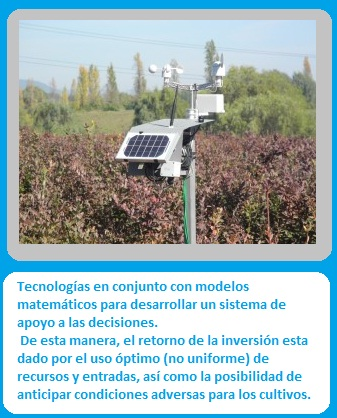 Tecnologías en conjunto con modelos
matemáticos para desarrollar un sistema de
apoyo a las decisiones.
De esta manera, el retorno de la inversión esta
dado por el uso óptimo (no uniforme) de
recursos y entradas, así como la posibilidad de
anticipar condiciones adversas para los cultivos.